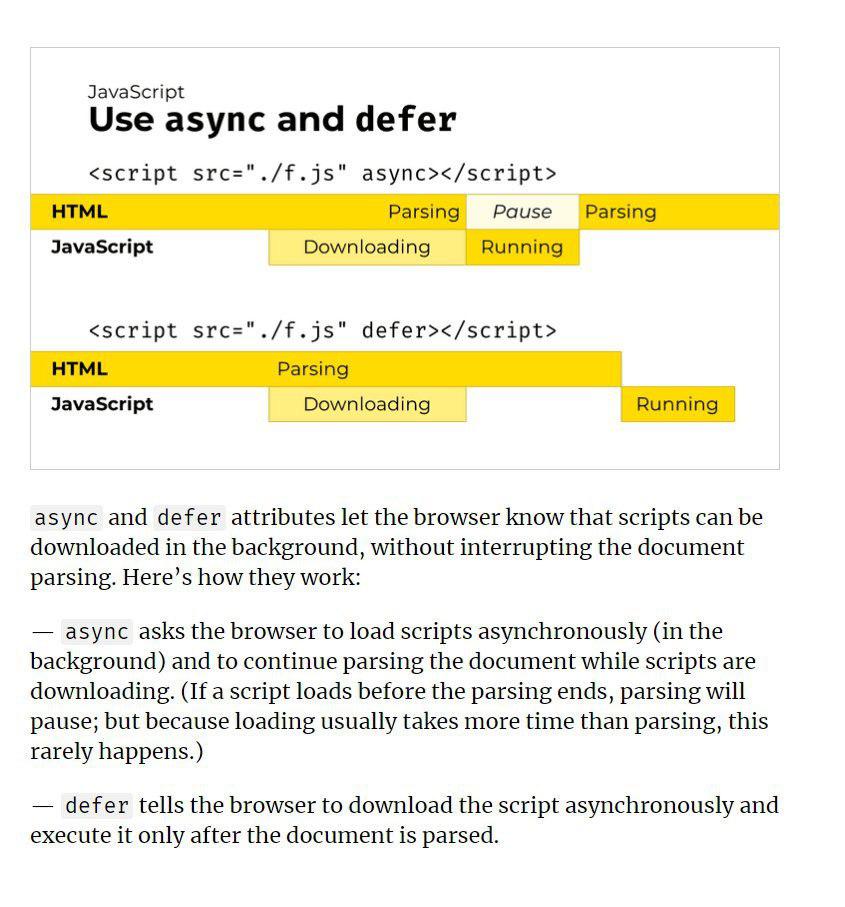 JavaScript
Use async and defer
<script src="./f.js" async></script>
HTML Parsing Pause Parsing
JavaScript Downloading Running
<script src="./f.js" defer></script>
HTML Parsing
JavaScript Downloading Running
async and defer attributes let the browser know that scripts can be
downloaded in the background, without interrupting the document
parsing. Here’s how they work:
— async asks the browser to load scripts asynchronously (in the
background) and to continue parsing the document while scripts are
downloading. (If a script loads before the parsing ends, parsing will
pause; but because loading usually takes more time than parsing, this
rarely happens.)
— defer tells the browser to download the script asynchronously and
execute it only after the document is parsed.